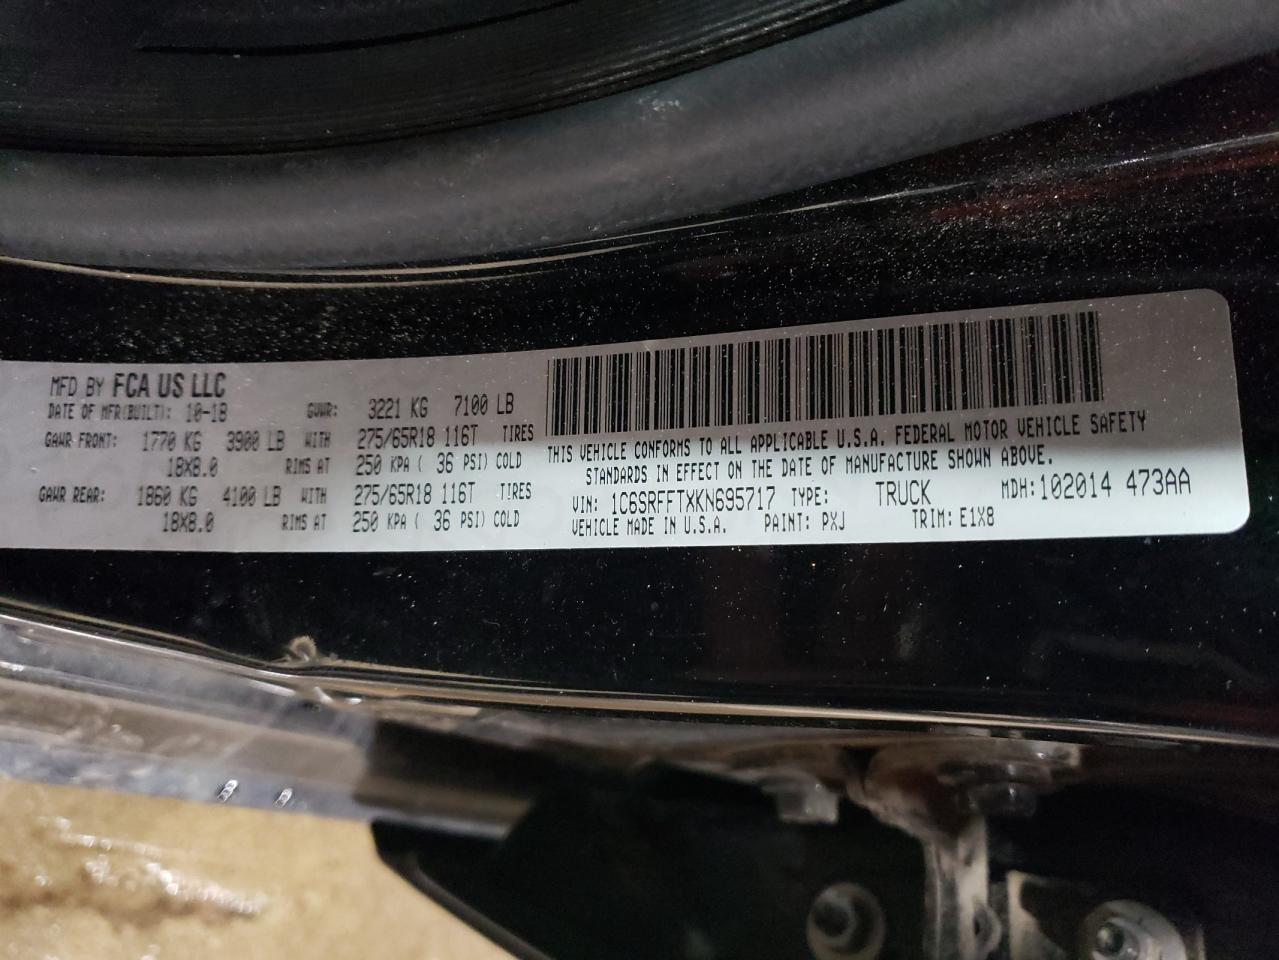 MFD BY FCA US LLC
DATE OF MFR(BUILT): 10-18 GVWR: 3221 KG 7100 LB
GAWR FRONT: 1770 KG 3900 LB WITH 275/65R18 116T TIRES
18X8.0 RIMS AT 250 KPA ( 36 PSI) COLD
GAWR REAR: 1860 KG 4100 LB WITH 275/65R18 116T TIRES
18X8.0 RIMS AT 250 KPA ( 36 PSI) COLD
THIS VEHICLE CONFORMS TO ALL APPLICABLE U.S.A. FEDERAL MOTOR VEHICLE SAFETY
STANDARDS IN EFFECT ON THE DATE OF MANUFACTURE SHOWN ABOVE.
VIN: 1C6SRFFTXKN695717 TYPE: TRUCK MDH:102014 473AA
VEHICLE MADE IN U.S.A. PAINT: PXJ TRIM: E1X8